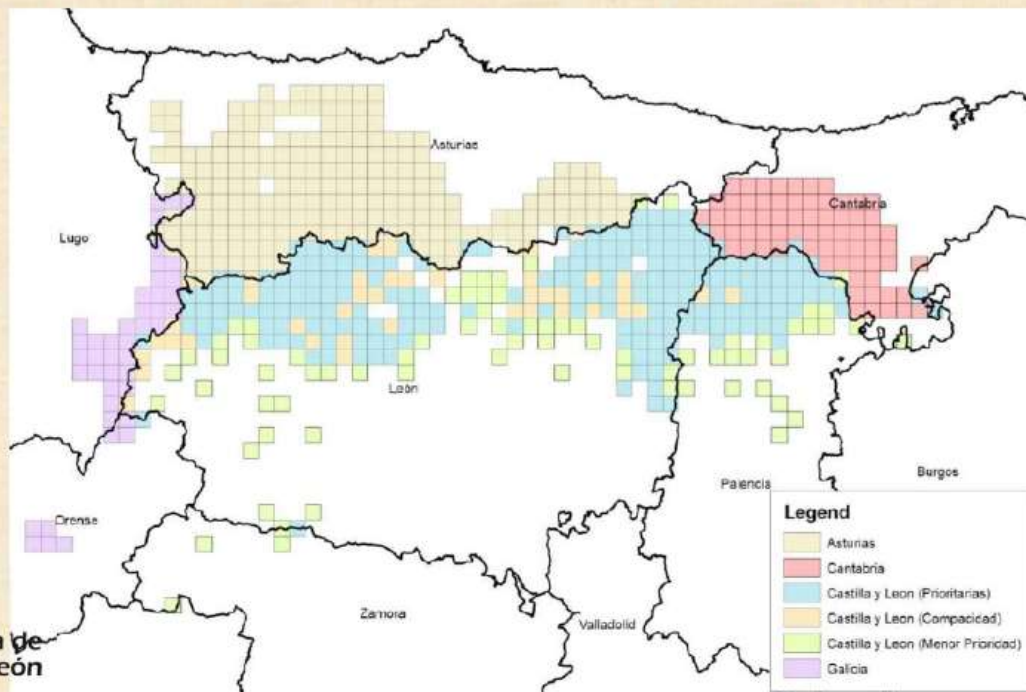 Asturias
Cantabria
Lugo
León
Burgos
Palencia
Orense
Zamora
Valladolid
Legend
Asturias
Cantabria
Castilla y Leon (Prioritarias)
Castilla y Leon (Compacidad)
Castilla y Leon (Menor Prioridad)
Galicia
de
eón